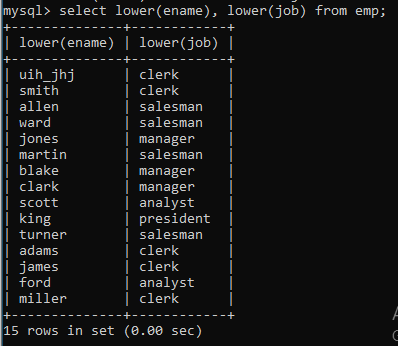 mysql> select lower(ename), lower(job) from emp;
+--------------+------------+
| lower(ename) | lower(job) |
+--------------+------------+
| uih_jhj      | clerk      |
| smith        | clerk      |
| allen        | salesman   |
| ward         | salesman   |
| jones        | manager    |
| martin       | salesman   |
| blake        | manager    |
| clark        | manager    |
| scott        | analyst    |
| king         | president  |
| turner       | salesman   |
| adams        | clerk      |
| james        | clerk      |
| ford         | analyst    |
| miller       | clerk      |
+--------------+------------+
15 rows in set (0.00 sec)